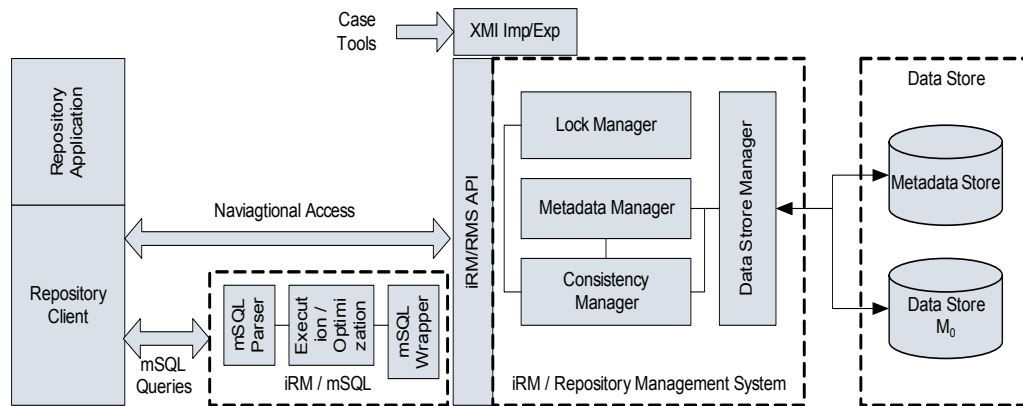 Case
Tools
XMI Imp/Exp
Repository
Application
Repository
Client
Naviagtional Access
mSQL
Queries
mSQL
Parser
Execut
ion /
Optimi
zation
mSQL
Wrapper
iRM / mSQL
iRM/RMS API
Lock Manager
Metadata Manager
Consistency
Manager
Data Strore Manager
iRM / Repository Management System
Data Store
Metadata Store
Data Store
M0